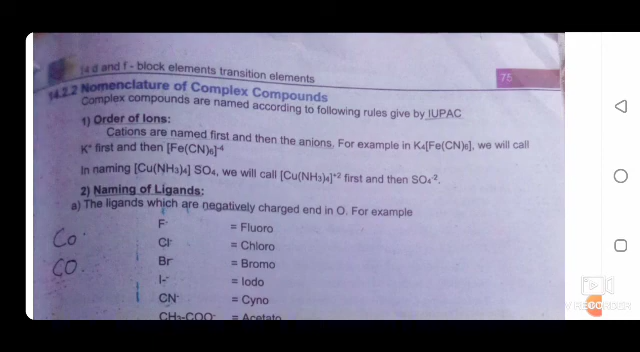 14 d and f - block elements transition elements
75
14.2.2 Nomenclature of Complex Compounds
Complex compounds are named according to following rules give by IUPAC
1) Order of Ions:
Cations are named first and then the anions. For example in K₄[Fe(CN)₆], we will call
K⁺ first and then [Fe(CN)₆]⁻⁴
In naming [Cu(NH₃)₄] SO₄, we will call [Cu(NH₃)₄]⁺² first and then SO₄⁻².
2) Naming of Ligands:
a) The ligands which are negatively charged end in O. For example
F⁻ = Fluoro
Co
Cl⁻ = Chloro
CO.
Br⁻ = Bromo
I⁻ = Iodo
CN⁻ = Cyno
CH₃-COO⁻ = Acetato
RECORDER